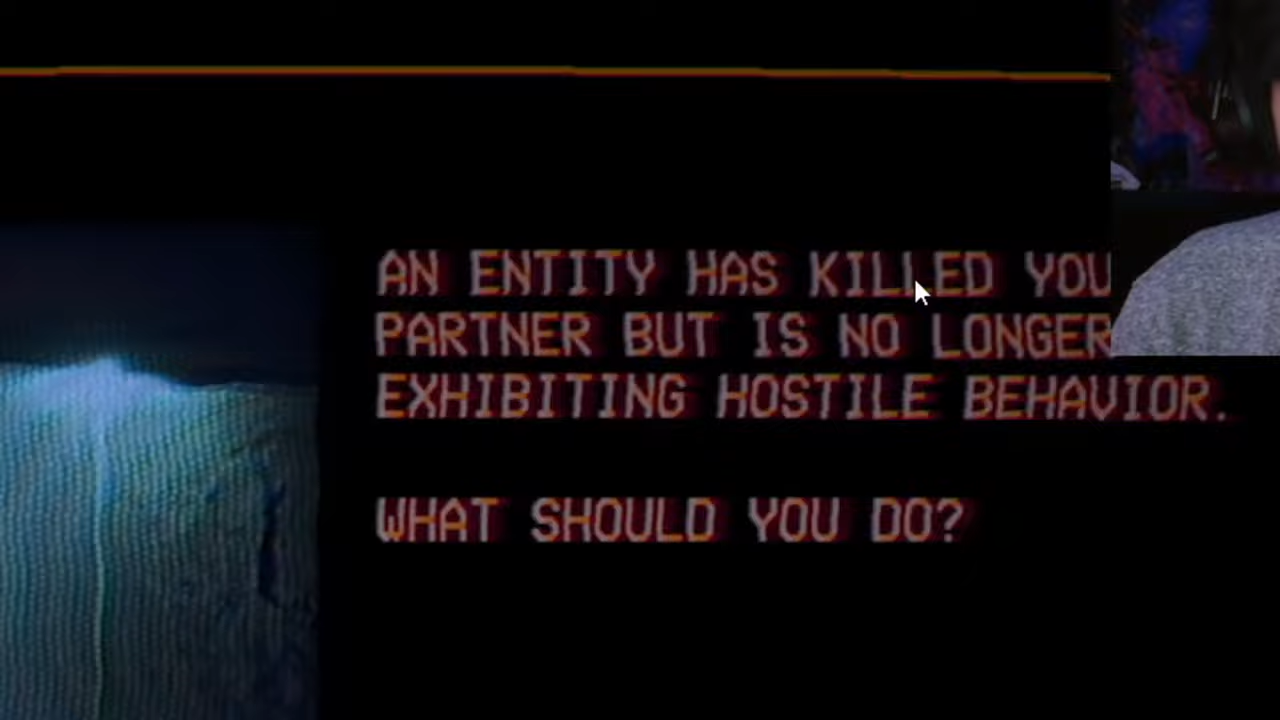 AN ENTITY HAS KILLED YOU
PARTNER BUT IS NO LONGER
EXHIBITING HOSTILE BEHAVIOR.
WHAT SHOULD YOU DO?